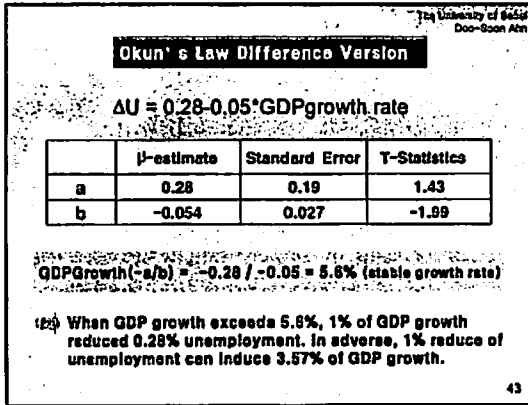 The University of Seoul
Doo-Soon Ahn
Okun's Law Difference Version
ΔU = 0.28-0.05*GDPgrowth rate
β-estimate Standard Error T-Statistics
a 0.28 0.19 1.43
b -0.054 0.027 -1.99
GDPGrowth(-a/b) = -0.28 / -0.05 = 5.6% (stable growth rate)
When GDP growth exceeds 5.6%, 1% of GDP growth
reduced 0.28% unemployment. In adverse, 1% reduce of
unemployment can induce 3.57% of GDP growth.
43